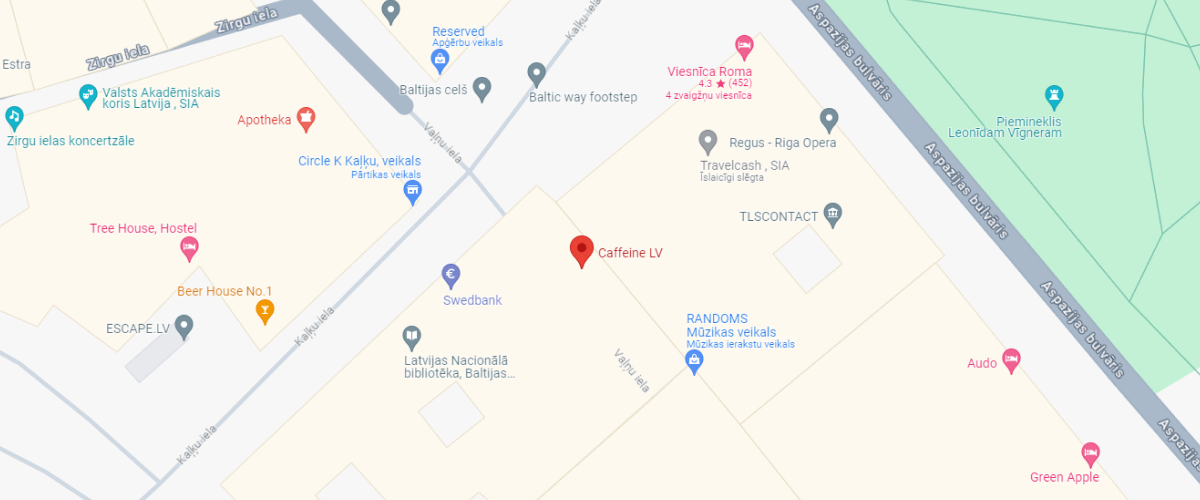 Zirgu iela
Kaļķu iela
Aspazijas bulvāris
Reserved
Apģērbu veikals
Zirgu iela
Estra
Viesnīca Roma
4.3 ★ (452)
4 zvaigžņu viesnīca
Valsts Akadēmiskais
koris Latvija , SIA
Baltijas ceļš
Baltic way footstep
Apotheka
Piemineklis
Leonīdam Vīgneram
Zirgu ielas koncertzāle
Vaļņu iela
Regus - Riga Opera
Circle K Kaļķu, veikals
Pārtikas veikals
Travelcash , SIA
Īslaicīgi slēgta
Aspazijas bulvāris
TLSCONTACT
Tree House, Hostel
Caffeine LV
Beer House No.1
Swedbank
ESCAPE.LV
Kaļķu iela
RANDOMS
Mūzikas veikals
Mūzikas ierakstu veikals
Aspazijas bulvāris
Latvijas Nacionālā
bibliotēka, Baltijas...
Vaļņu iela
Audo
Kaļķu iela
Aspazijas
Green Apple